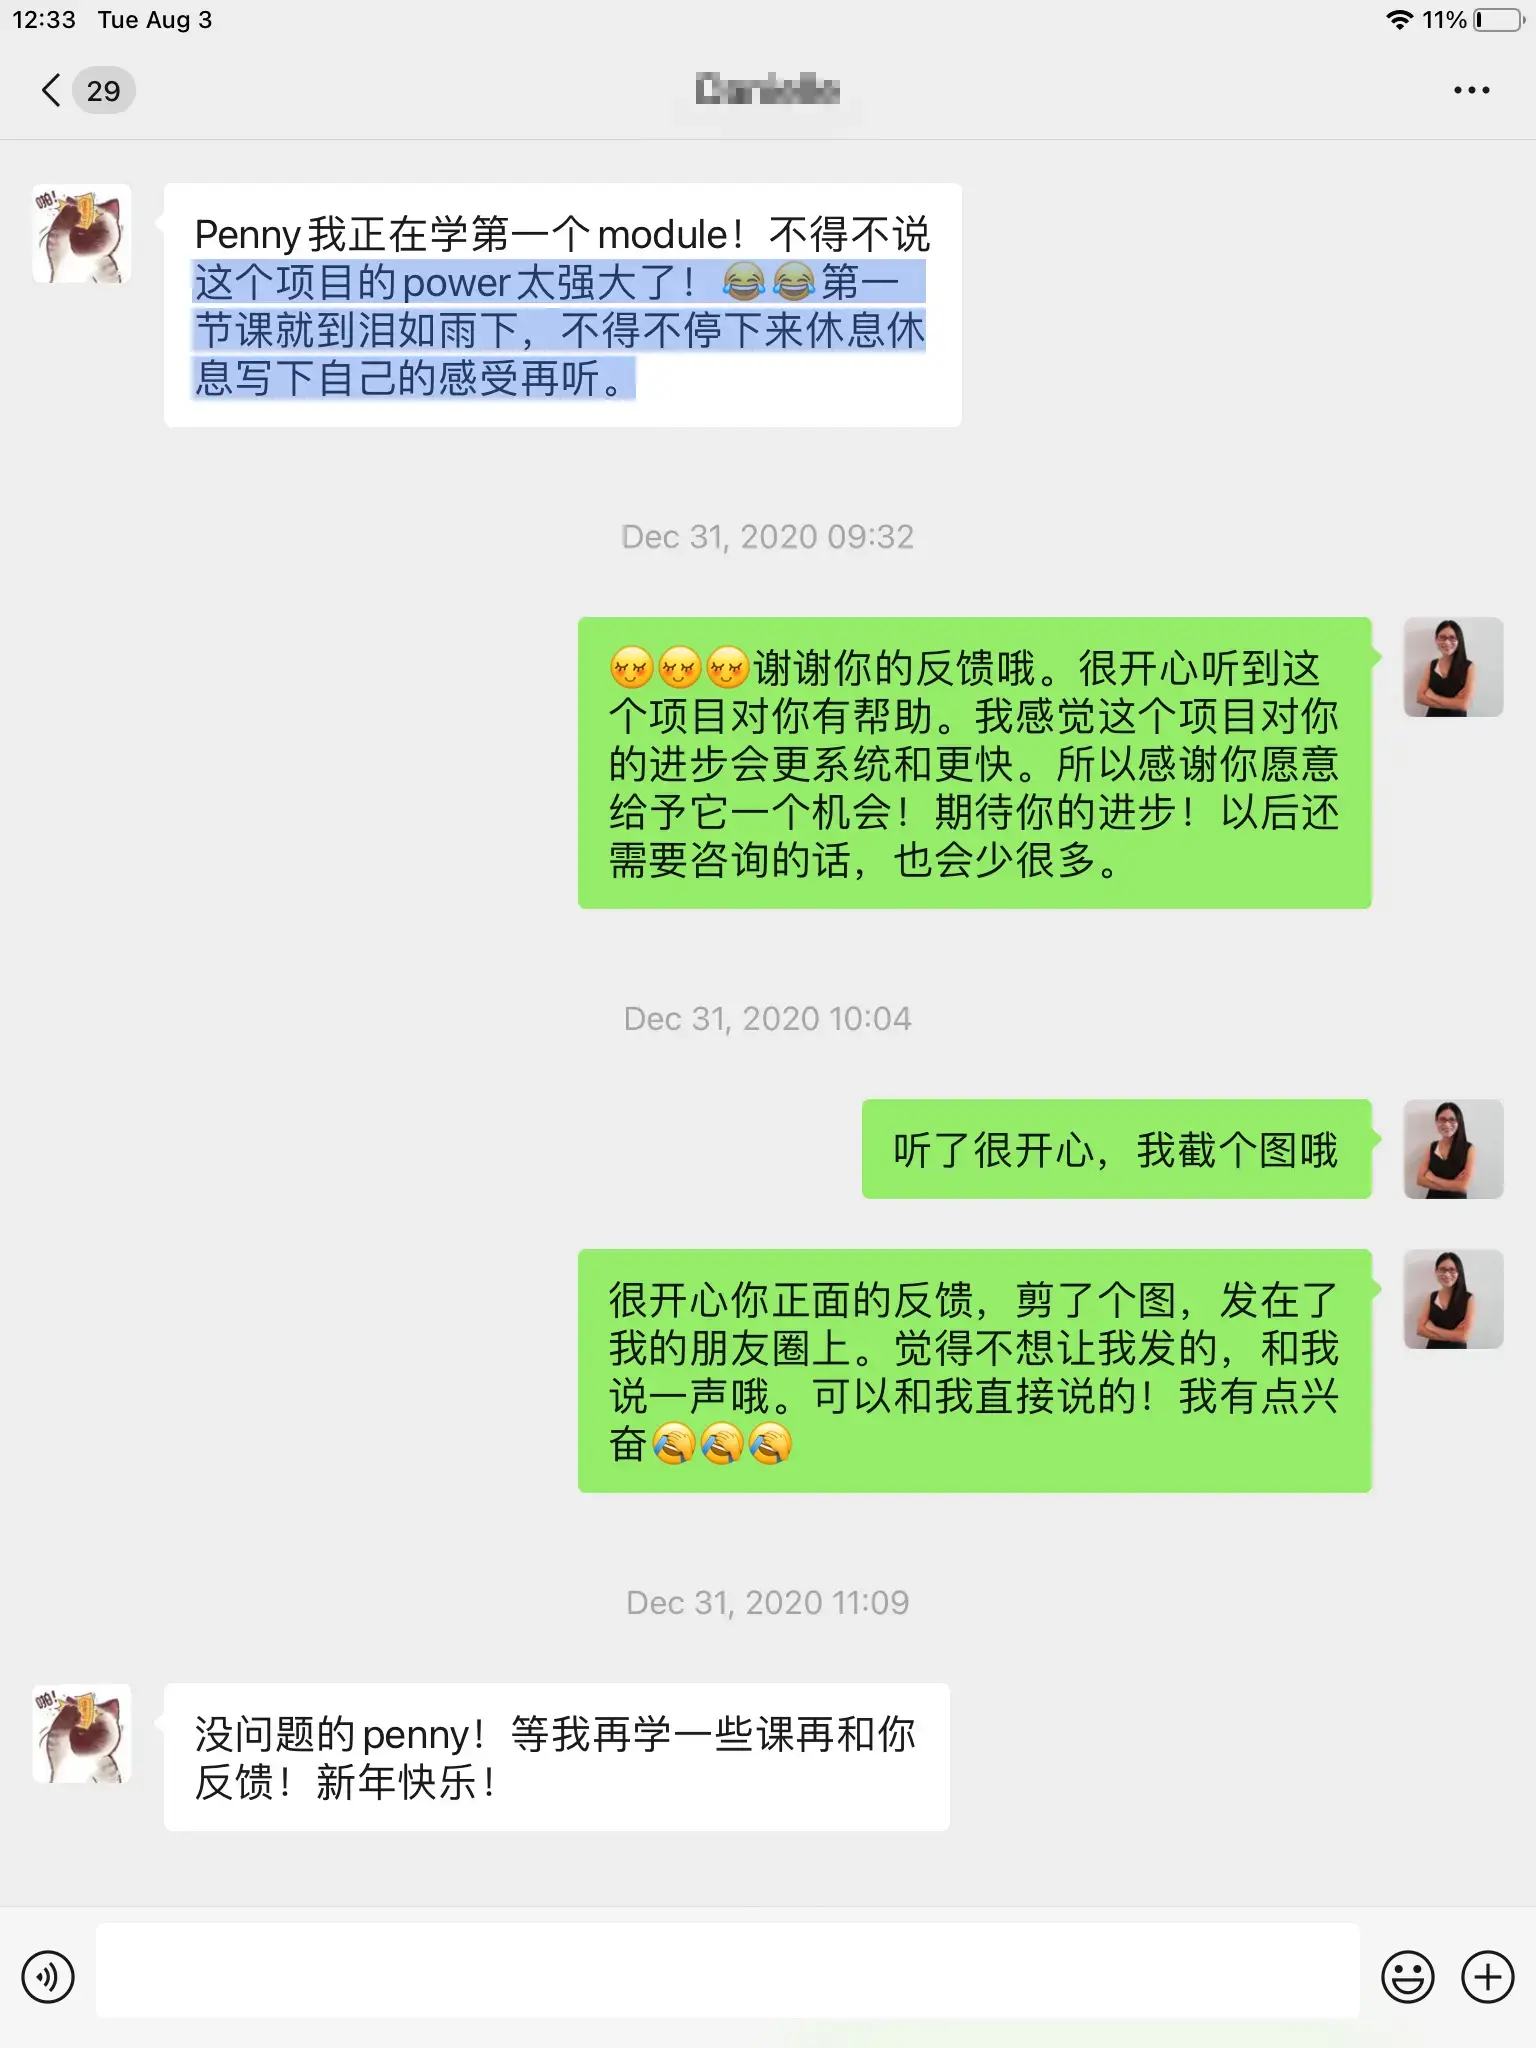 12:33 Tue Aug 3
11%
29
啪!
Penny我正在学第一个module！不得不说
这个项目的power太强大了！😂😂第一
节课就到泪如雨下，不得不停下来休息休
息写下自己的感受再听。
Dec 31, 2020 09:32
谢谢你的反馈哦。很开心听到这
个项目对你有帮助。我感觉这个项目对你
的进步会更系统和更快。所以感谢你愿意
给予它一个机会！期待你的进步！以后还
需要咨询的话，也会少很多。
Dec 31, 2020 10:04
听了很开心，我截个图哦
很开心你正面的反馈，剪了个图，发在了
我的朋友圈上。觉得不想让我发的，和我
说一声哦。可以和我直接说的！我有点兴
奋
Dec 31, 2020 11:09
啪!
没问题的penny！等我再学一些课再和你
反馈！新年快乐！